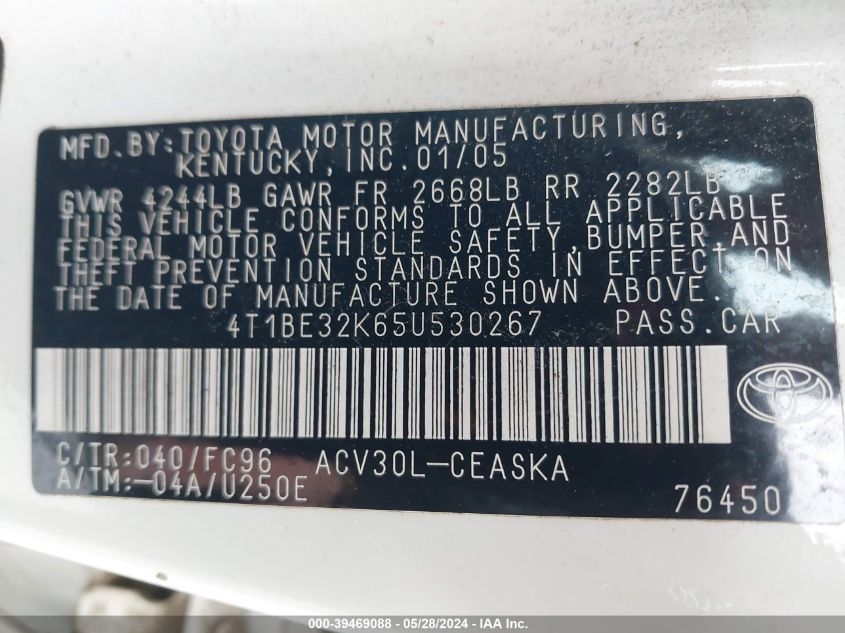 MFD.BY:TOYOTA MOTOR MANUFACTURING,
KENTUCKY,INC.01/05
GVWR 4244LB GAWR FR 2668LB RR 2282LB
THIS VEHICLE CONFORMS TO ALL APPLICABLE
FEDERAL MOTOR VEHICLE SAFETY,BUMPER,AND
THEFT PREVENTION STANDARDS IN EFFECT ON
THE DATE OF MANUFACTURE SHOWN ABOVE.
4T1BE32K65U530267 PASS.CAR
C/TR:040/FC96 ACV30L-CEASKA
A/TM:-04A/U250E
76450
000-39469088 - 05/28/2024 - IAA Inc.